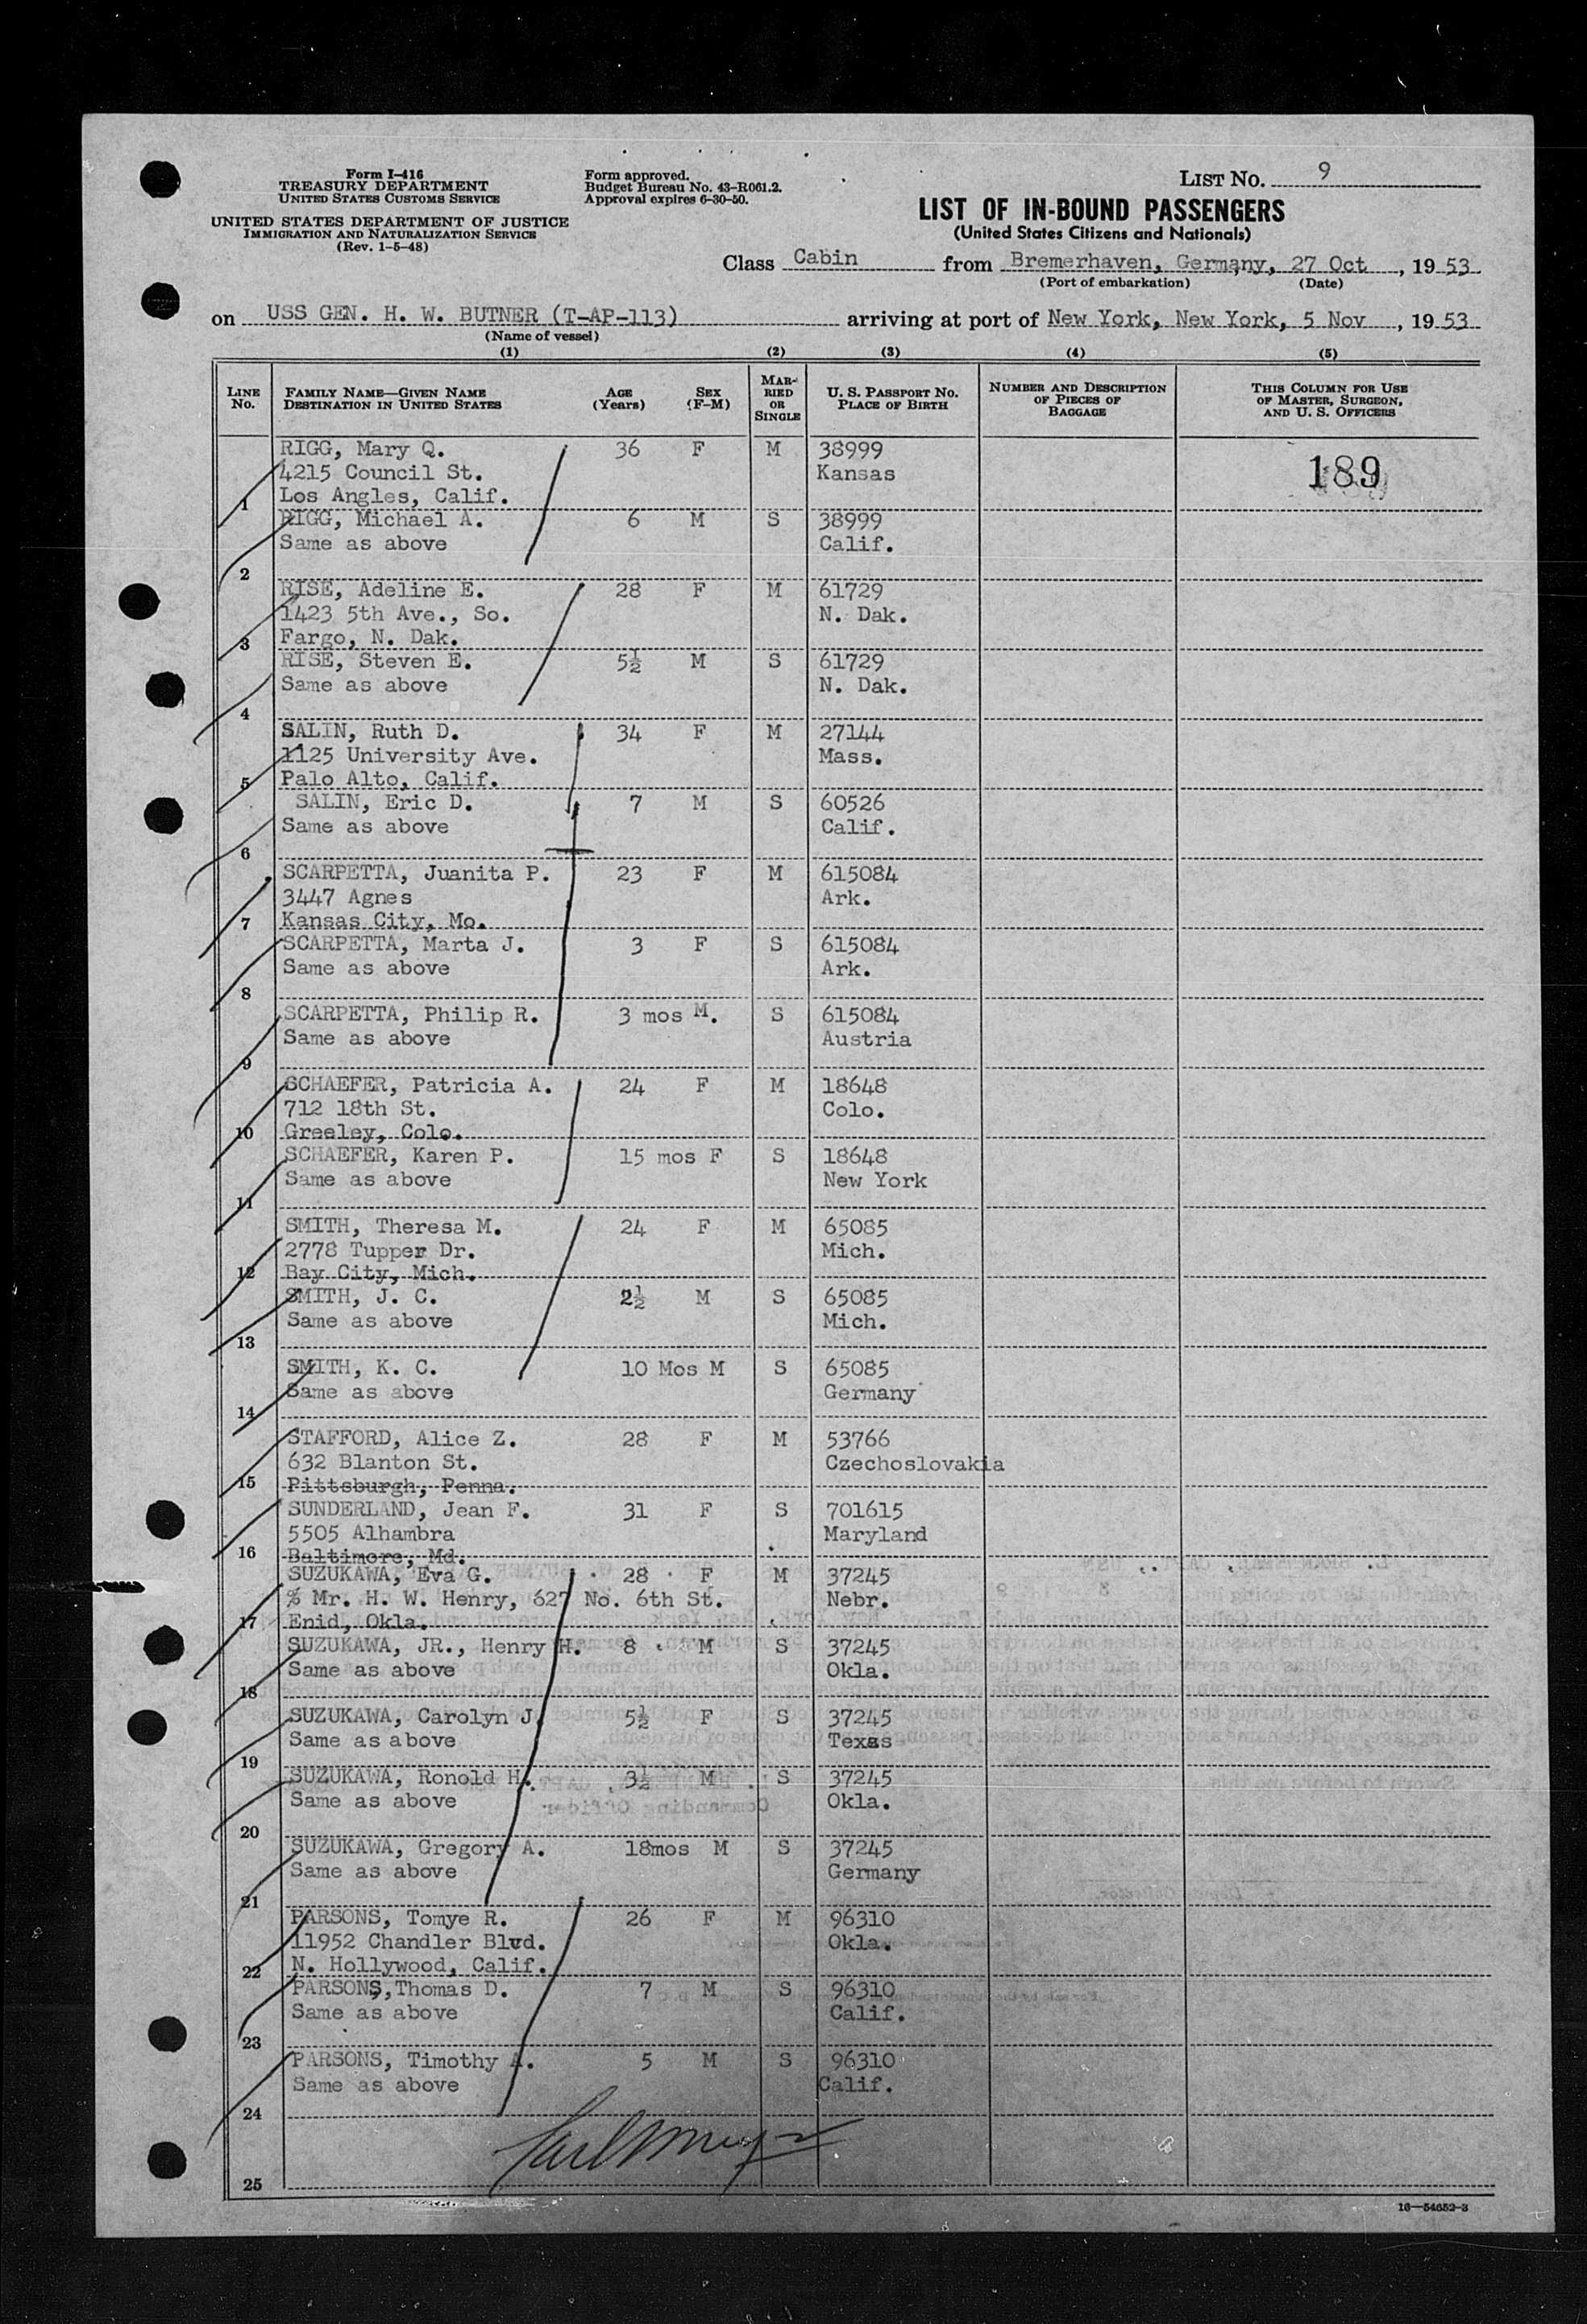 Form I-416
TREASURY DEPARTMENT
UNITED STATES CUSTOMS SERVICE
UNITED STATES DEPARTMENT OF JUSTICE
IMMIGRATION AND NATURALIZATION SERVICE
(Rev. 1-5-48)
Form approved.
Budget Bureau No. 43-R061.2.
Approval expires 6-30-50.
LIST NO. 9
LIST OF IN-BOUND PASSENGERS
(United States Citizens and Nationals)
Class Cabin from Bremerhaven, Germany, 27 Oct, 19 53
(Port of embarkation) (Date)
on USS GEN. H. W. BUTNER (T-AP-113) arriving at port of New York, New York, 5 Nov, 19 53
(Name of vessel)
(1) (2) (3) (4) (5)
LINE NO. FAMILY NAME—GIVEN NAME DESTINATION IN UNITED STATES AGE (Years) SEX (F-M) MARRIED OR SINGLE U. S. PASSPORT NO. PLACE OF BIRTH NUMBER AND DESCRIPTION OF PIECES OF BAGGAGE THIS COLUMN FOR USE OF MASTER, SURGEON, AND U. S. OFFICERS
RIGG, Mary Q. 36 F M 38999 189
4215 Council St. Kansas
1 Los Angles, Calif.
RIGG, Michael A. 6 M S 38999
Same as above Calif.
2
RISE, Adeline E. 28 F M 61729
1423 5th Ave., So. N. Dak.
3 Fargo, N. Dak.
RISE, Steven E. 5½ M S 61729
Same as above N. Dak.
4
SALIN, Ruth D. 34 F M 27144
1125 University Ave. Mass.
5 Palo Alto, Calif.
SALIN, Eric D. 7 M S 60526
Same as above Calif.
6
SCARPETTA, Juanita P. 23 F M 615084
3447 Agnes Ark.
7 Kansas City, Mo.
SCARPETTA, Marta J. 3 F S 615084
Same as above Ark.
8
SCARPETTA, Philip R. 3 mos M. S 615084
Same as above Austria
9
SCHAEFER, Patricia A. 24 F M 18648
712 18th St. Colo.
10 Greeley, Colo.
SCHAEFER, Karen P. 15 mos F S 18648
Same as above New York
11
SMITH, Theresa M. 24 F M 65085
2778 Tupper Dr. Mich.
12 Bay City, Mich.
SMITH, J. C. 2½ M S 65085
Same as above Mich.
13
SMITH, K. C. 10 Mos M S 65085
Same as above Germany
14
STAFFORD, Alice Z. 28 F M 53766
632 Blanton St. Czechoslovakia
15 Pittsburgh, Penna.
SUNDERLAND, Jean F. 31 F S 701615
5505 Alhambra Maryland
16 Baltimore, Md.
SUZUKAWA, Eva G. 28 F M 37245
% Mr. H. W. Henry, 627 No. 6th St. Nebr.
17 Enid, Okla.
SUZUKAWA, JR., Henry H. 8 M S 37245
Same as above Okla.
18
SUZUKAWA, Carolyn J. 5½ F S 37245
Same as above Texas
19
SUZUKAWA, Ronold H. 3½ M S 37245
Same as above Okla.
20
SUZUKAWA, Gregory A. 18mos M S 37245
Same as above Germany
21
PARSONS, Tomye R. 26 F M 96310
11952 Chandler Blvd. Okla.
22 N. Hollywood, Calif.
PARSONS, Thomas D. 7 M S 96310
Same as above Calif.
23
PARSONS, Timothy A. 5 M S 96310
Same as above Calif.
24
25
16—54652-3